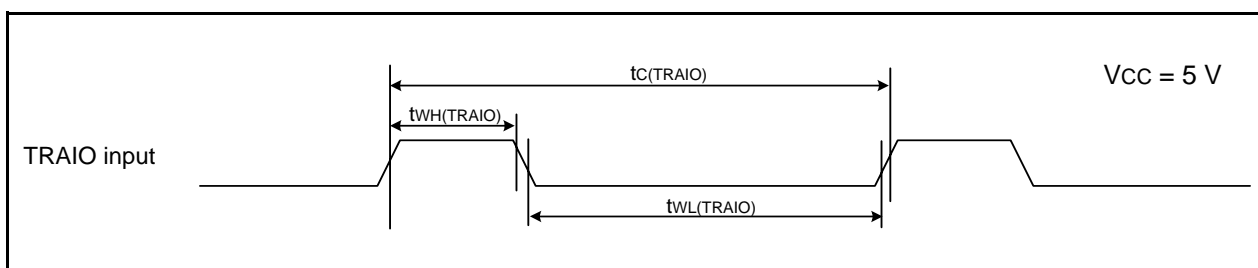 tC(TRAIO)
VCC = 5 V
tWH(TRAIO)
TRAIO input
tWL(TRAIO)